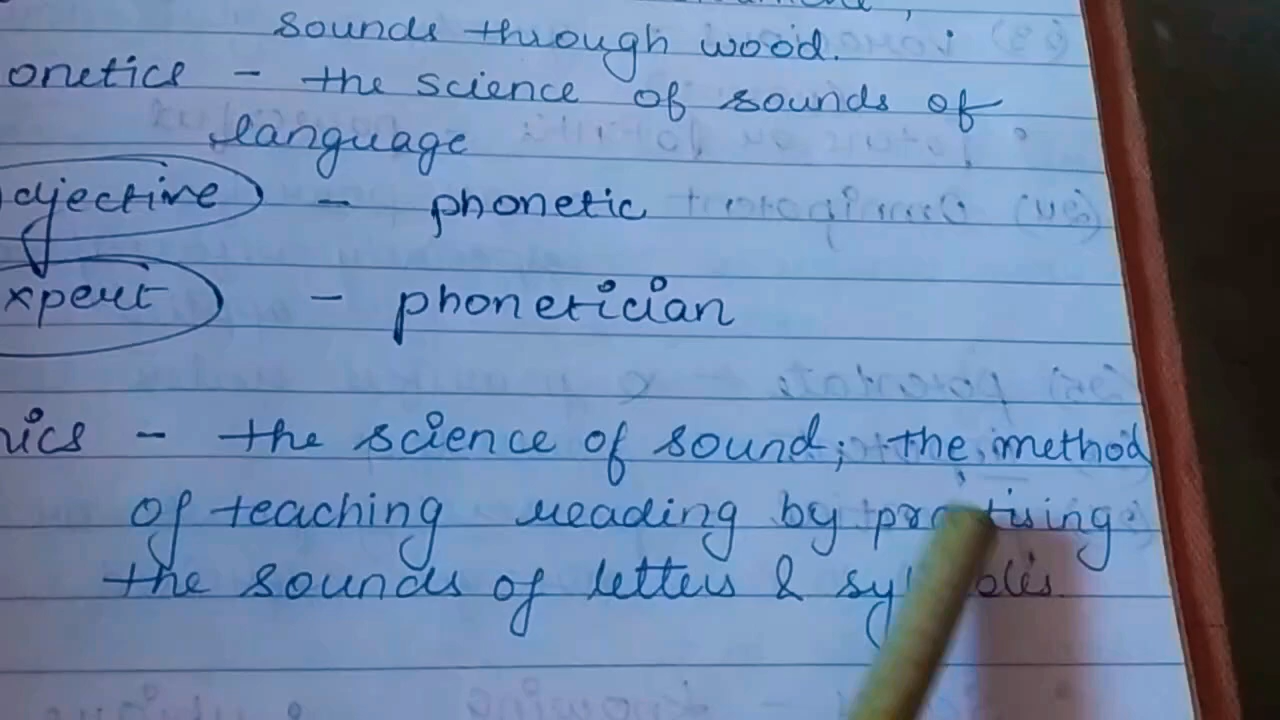 sounds through wood.
onetics - the science of sounds of
language
djective - phonetic
xpert - phonetician
ics - the science of sound; the method
of teaching reading by
the sounds of letters &